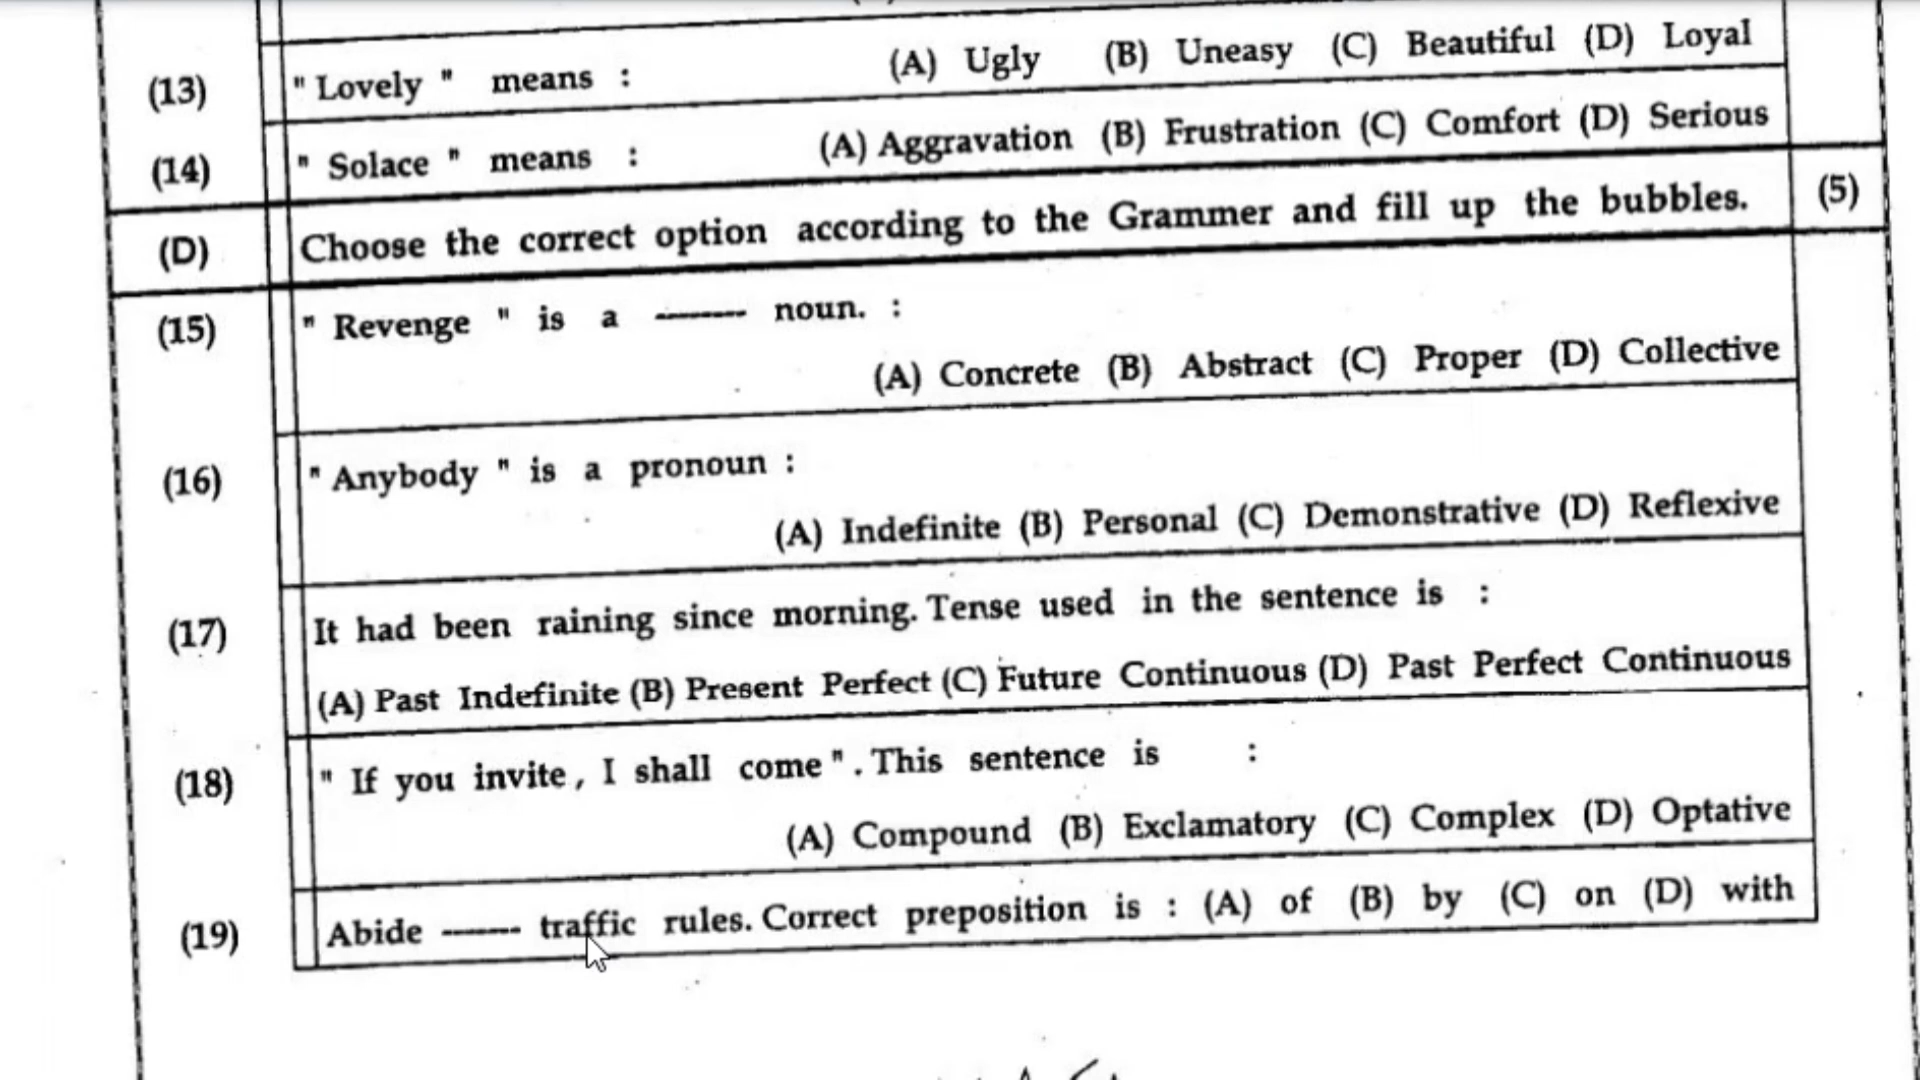 (13) " Lovely " means : (A) Ugly (B) Uneasy (C) Beautiful (D) Loyal
(14) " Solace " means : (A) Aggravation (B) Frustration (C) Comfort (D) Serious
(D) Choose the correct option according to the Grammer and fill up the bubbles. (5)
(15) " Revenge " is a -------- noun. :
(A) Concrete (B) Abstract (C) Proper (D) Collective
(16) " Anybody " is a pronoun :
(A) Indefinite (B) Personal (C) Demonstrative (D) Reflexive
(17) It had been raining since morning. Tense used in the sentence is :
(A) Past Indefinite (B) Present Perfect (C) Future Continuous (D) Past Perfect Continuous
(18) " If you invite, I shall come ". This sentence is :
(A) Compound (B) Exclamatory (C) Complex (D) Optative
(19) Abide ------- traffic rules. Correct preposition is : (A) of (B) by (C) on (D) with